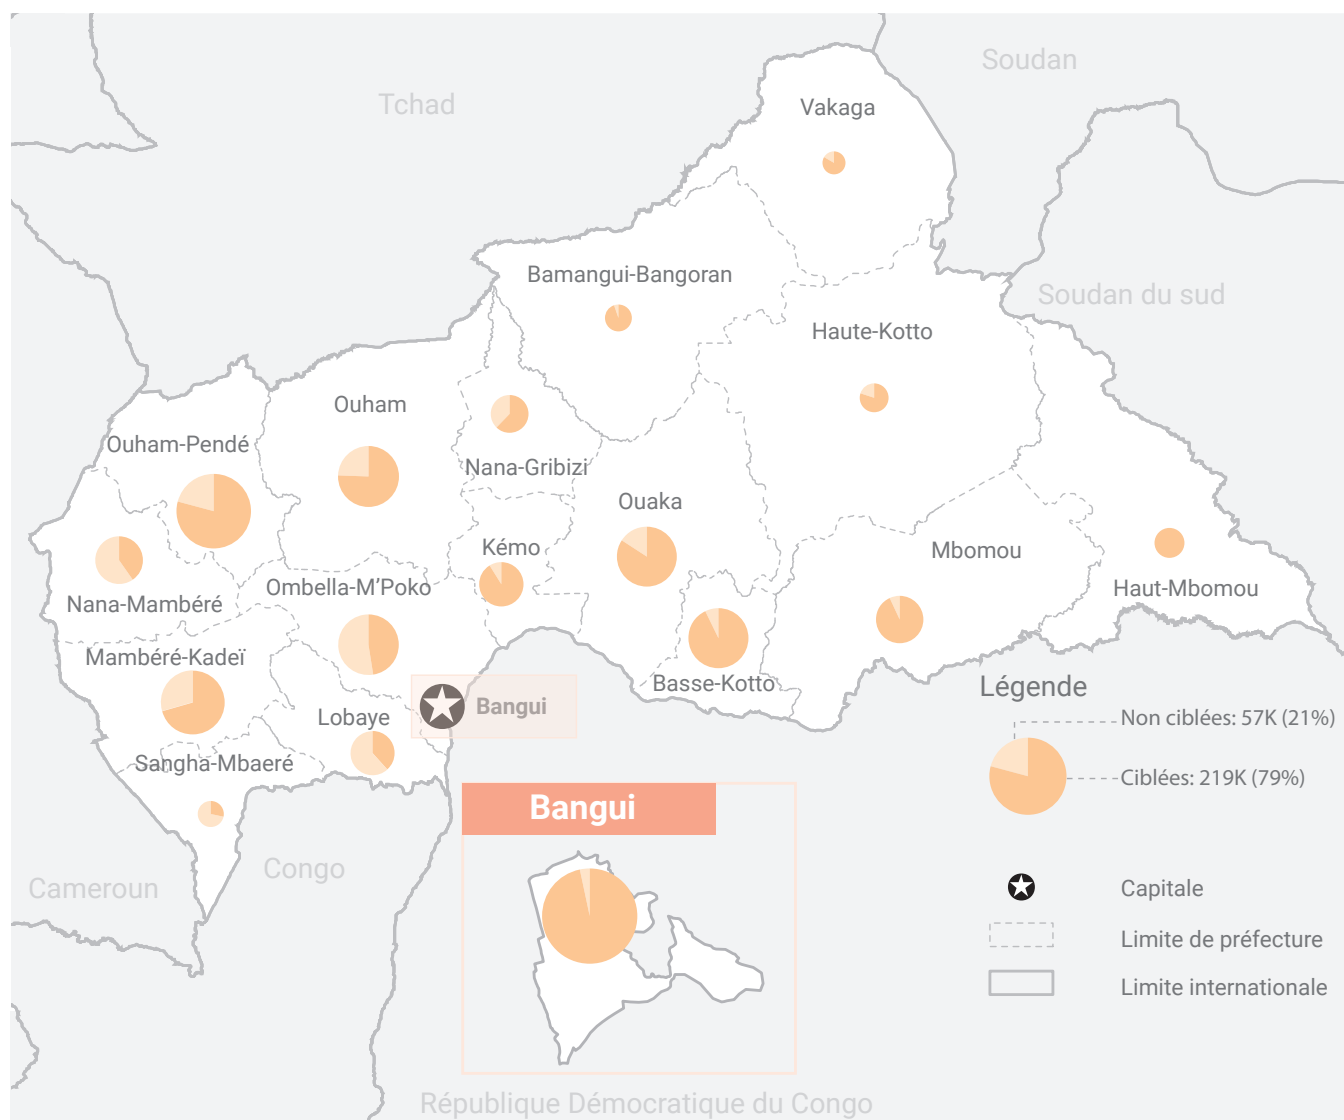 Soudan
Tchad
Vakaga
Bamangui-Bangoran
Soudan du sud
Haute-Kotto
Ouham
Ouham-Pendé
Nana-Gribizi
Ouaka
Kémo
Mbomou
Ombella-M'Poko
Haut-Mbomou
Nana-Mambéré
Mambéré-Kadeï
Basse-Kotto
Légende
Bangui
Lobaye
Non ciblées: 57K (21%)
Sangha-Mbaeré
Ciblées: 219K (79%)
Bangui
Congo
Cameroun
Capitale
Limite de préfecture
Limite internationale
République Démocratique du Congo